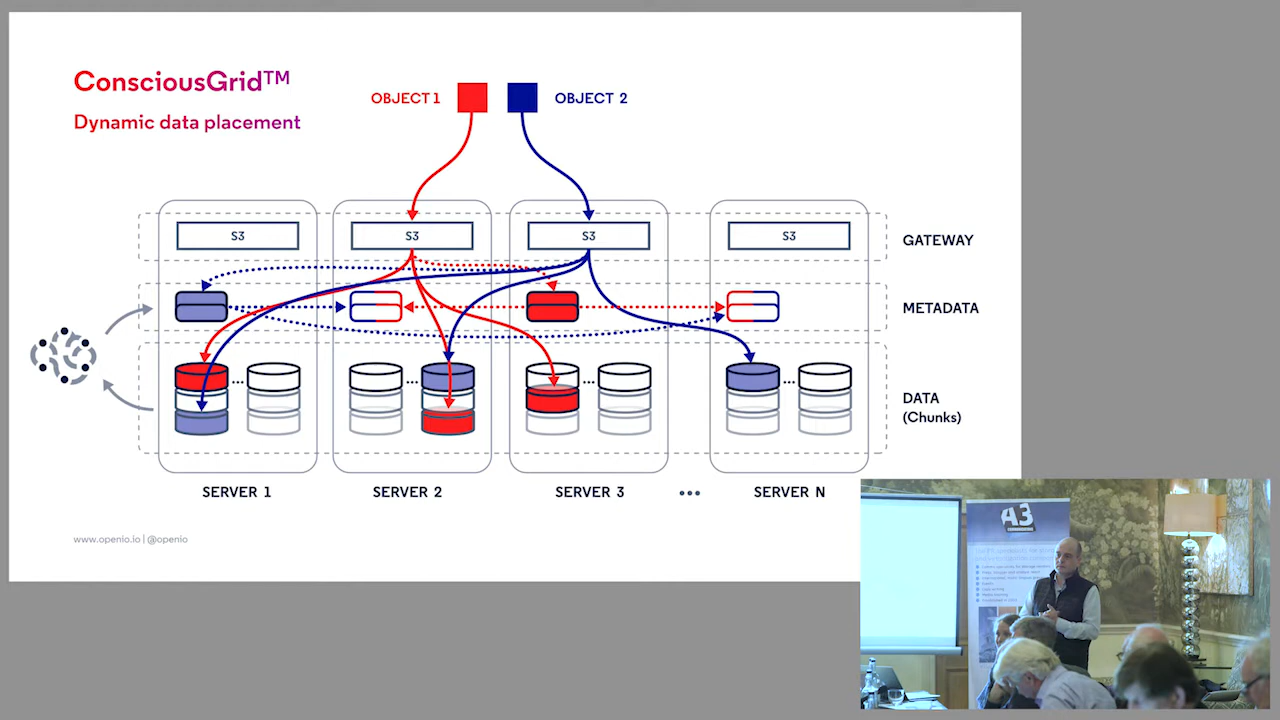 ConsciousGrid™
Dynamic data placement
OBJECT 1
OBJECT 2
S3
S3
S3
S3
GATEWAY
METADATA
DATA
(Chunks)
SERVER 1
SERVER 2
SERVER 3
•••
SERVER N
www.openio.io | @openio
A3